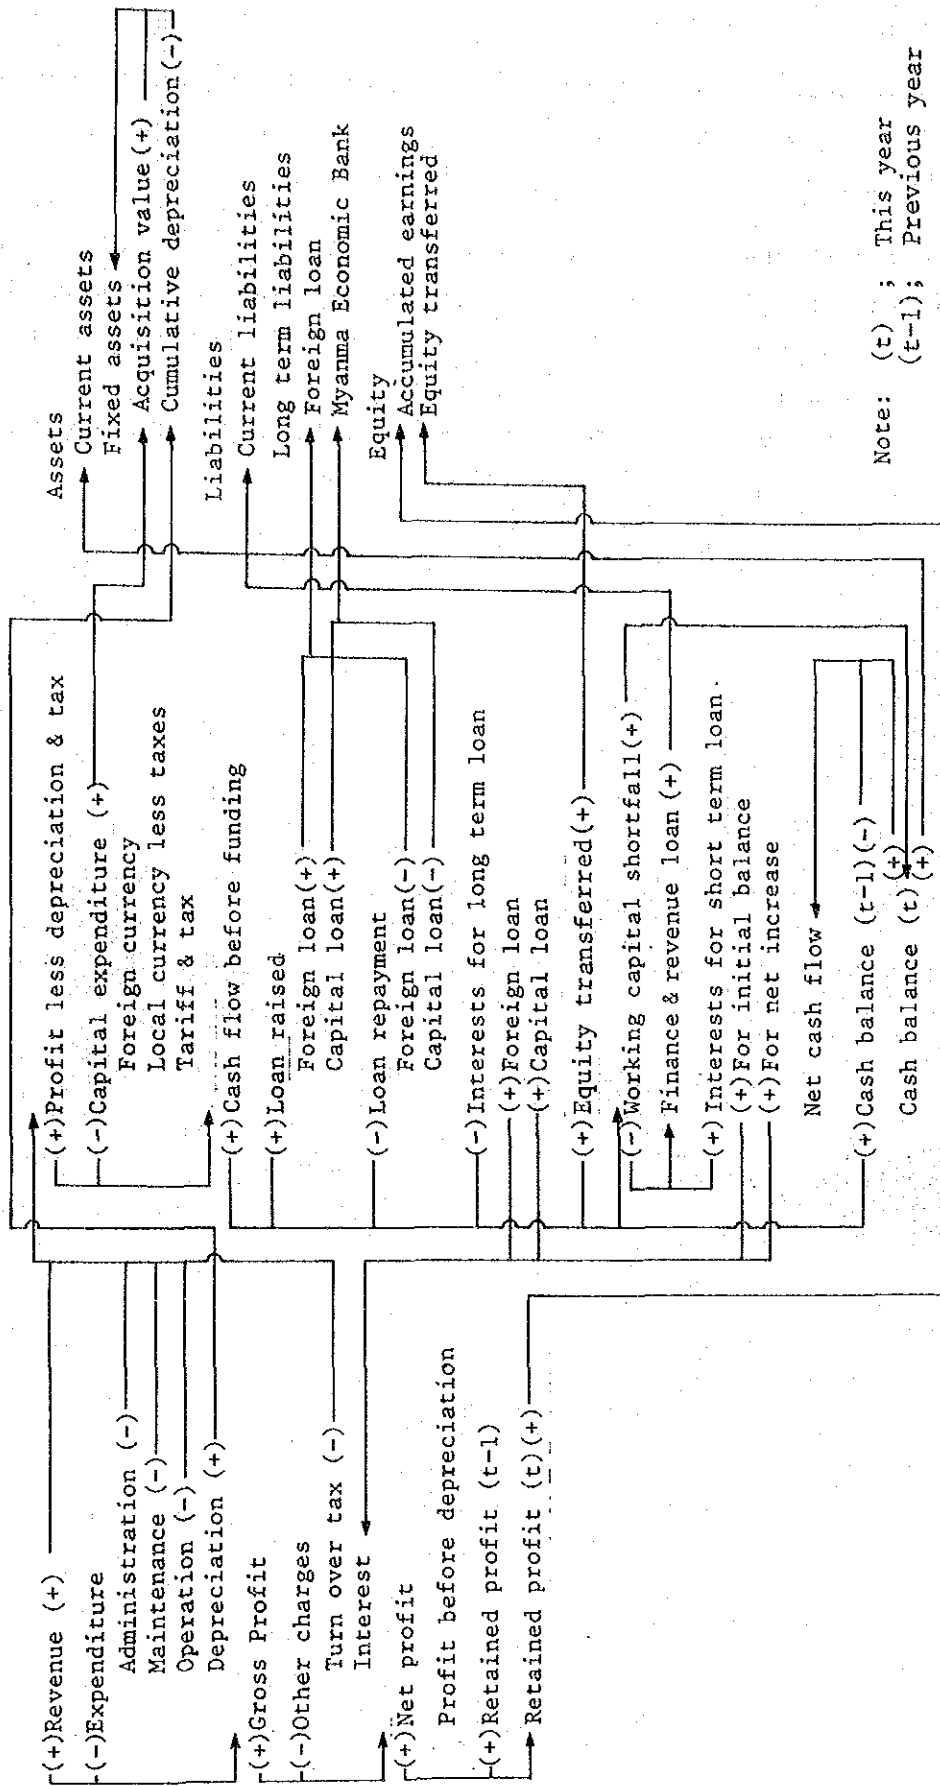 (+)Revenue (+)
(-)Expenditure
Administration (-)
Maintenance (-)
Operation (-)
Depreciation (+)
(+)Gross Profit
(-)Other charges
Turn over tax (-)
Interest
(+)Net profit
Profit before depreciation
(+)Retained profit (t-1)
Retained profit (t)(+)
(+)Profit less depreciation & tax
(-)Capital expenditure (+)
Foreign currency
Local currency less taxes
Tariff & tax
(+)Cash flow before funding
(+)Loan raised
Foreign loan(+)
Capital loan(+)
(-)Loan repayment
Foreign loan(-)
Capital loan(-)
(-)Interests for long term loan
(+)Foreign loan
(+)Capital loan
(+)Equity transferred(+)
(-)Working capital shortfall(+)
Finance & revenue loan (+)
(+)Interests for short term loan.
(+)For initial balance
(+)For net increase
Net cash flow
(+)Cash balance (t-1)(-)
Cash balance (t) (+)
(+)
Assets
Current assets
Fixed assets
Acquisition value(+)
Cumulative depreciation(-)
Liabilities
Current liabilities
Long term liabilities
Foreign loan
Myanma Economic Bank
Equity
Accumulated earnings
Equity transferred
Note: (t) ; This year
(t-1); Previous year